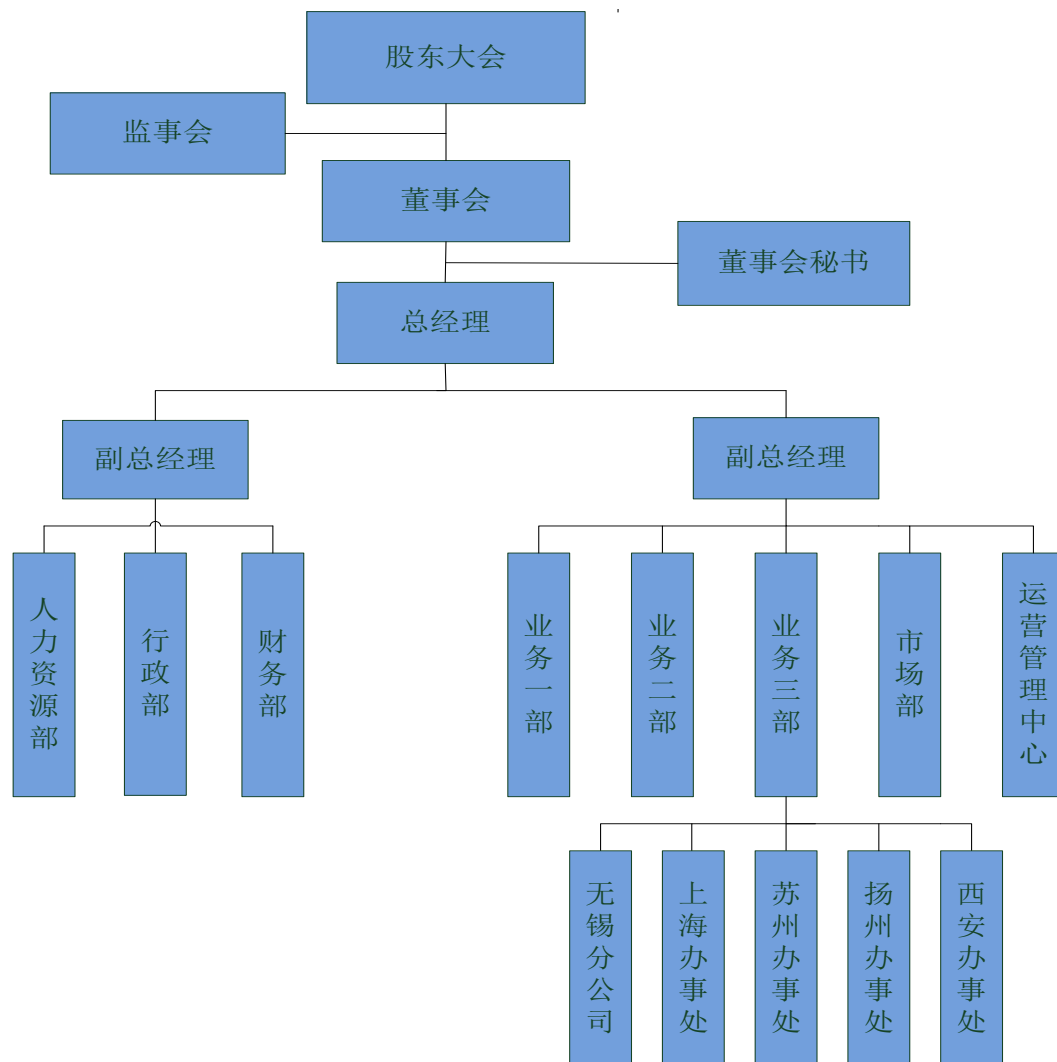 股东大会
监事会
董事会
董事会秘书
总经理
副总经理
副总经理
人力资源部
行政部
财务部
业务一部
业务二部
业务三部
市场部
运营管理中心
无锡分公司
上海办事处
苏州办事处
扬州办事处
西安办事处